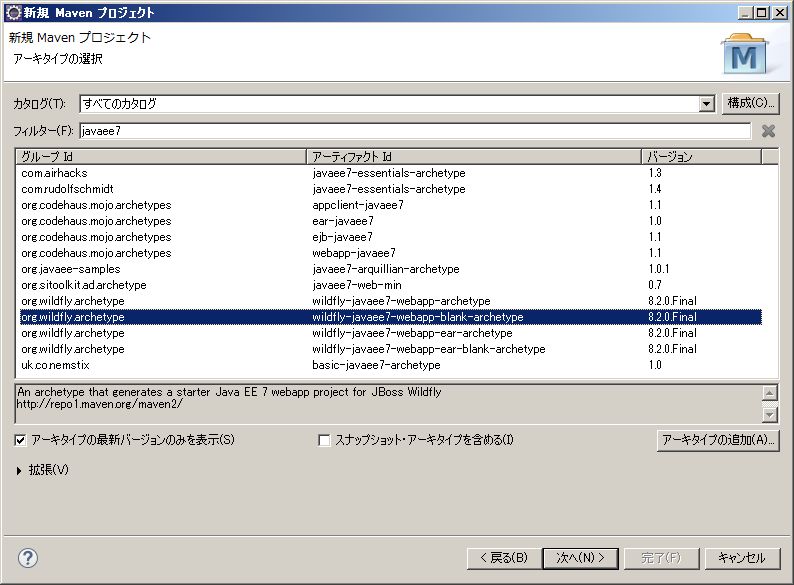 新規 Maven プロジェクト
新規 Maven プロジェクト
アーキタイプの選択
M
カタログ(T): すべてのカタログ 構成(C)...
フィルター(F): javaee7
グループ Id アーティファクト Id バージョン
com.airhacks javaee7-essentials-archetype 1.3
com.rudolfschmidt javaee7-essentials-archetype 1.4
org.codehaus.mojo.archetypes appclient-javaee7 1.1
org.codehaus.mojo.archetypes ear-javaee7 1.0
org.codehaus.mojo.archetypes ejb-javaee7 1.1
org.codehaus.mojo.archetypes webapp-javaee7 1.1
org.javaee-samples javaee7-arquillian-archetype 1.0.1
org.sitoolkit.ad.archetype javaee7-web-min 0.7
org.wildfly.archetype wildfly-javaee7-webapp-archetype 8.2.0.Final
org.wildfly.archetype wildfly-javaee7-webapp-blank-archetype 8.2.0.Final
org.wildfly.archetype wildfly-javaee7-webapp-ear-archetype 8.2.0.Final
org.wildfly.archetype wildfly-javaee7-webapp-ear-blank-archetype 8.2.0.Final
uk.co.nemstix basic-javaee7-archetype 1.0
An archetype that generates a starter Java EE 7 webapp project for JBoss Wildfly
http://repo1.maven.org/maven2/
アーキタイプの最新バージョンのみを表示(S) スナップショット・アーキタイプを含める(I) アーキタイプの追加(A)...
拡張(V)
? < 戻る(B) 次へ(N) > 完了(F) キャンセル